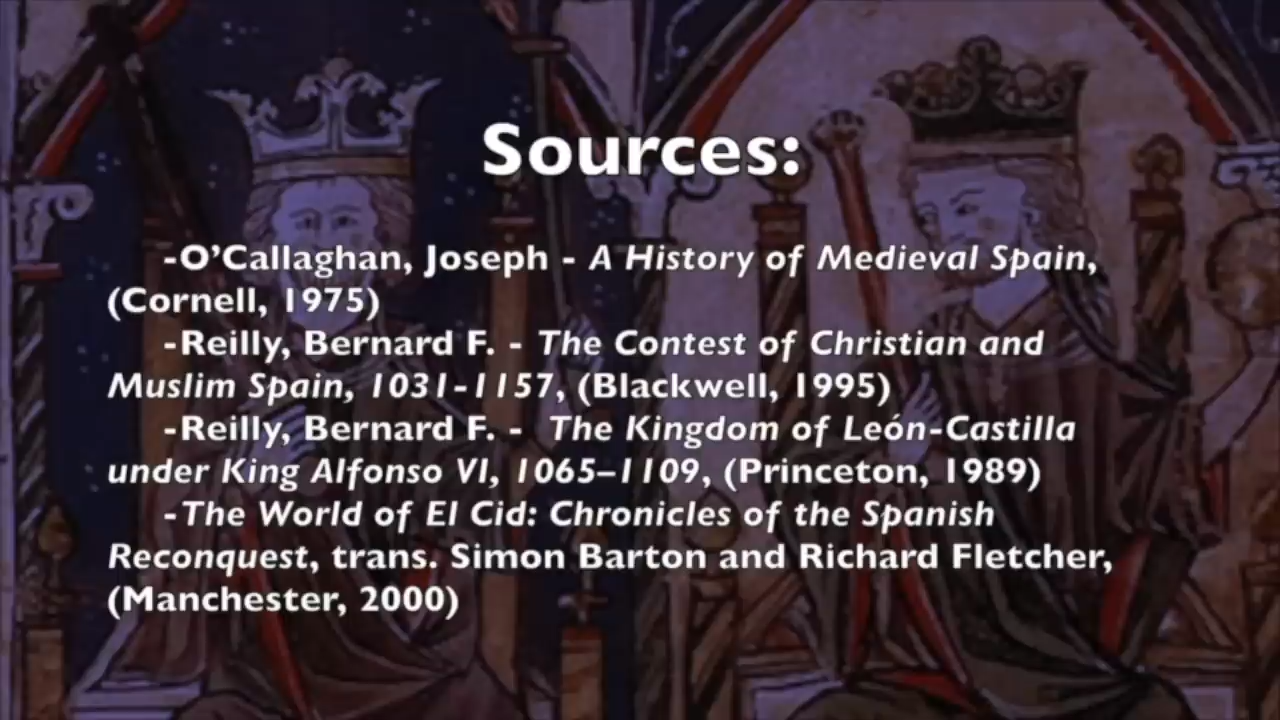 Sources:
-O’Callaghan, Joseph - A History of Medieval Spain,
(Cornell, 1975)
-Reilly, Bernard F. - The Contest of Christian and
Muslim Spain, 1031-1157, (Blackwell, 1995)
-Reilly, Bernard F. - The Kingdom of León-Castilla
under King Alfonso VI, 1065–1109, (Princeton, 1989)
-The World of El Cid: Chronicles of the Spanish
Reconquest, trans. Simon Barton and Richard Fletcher,
(Manchester, 2000)